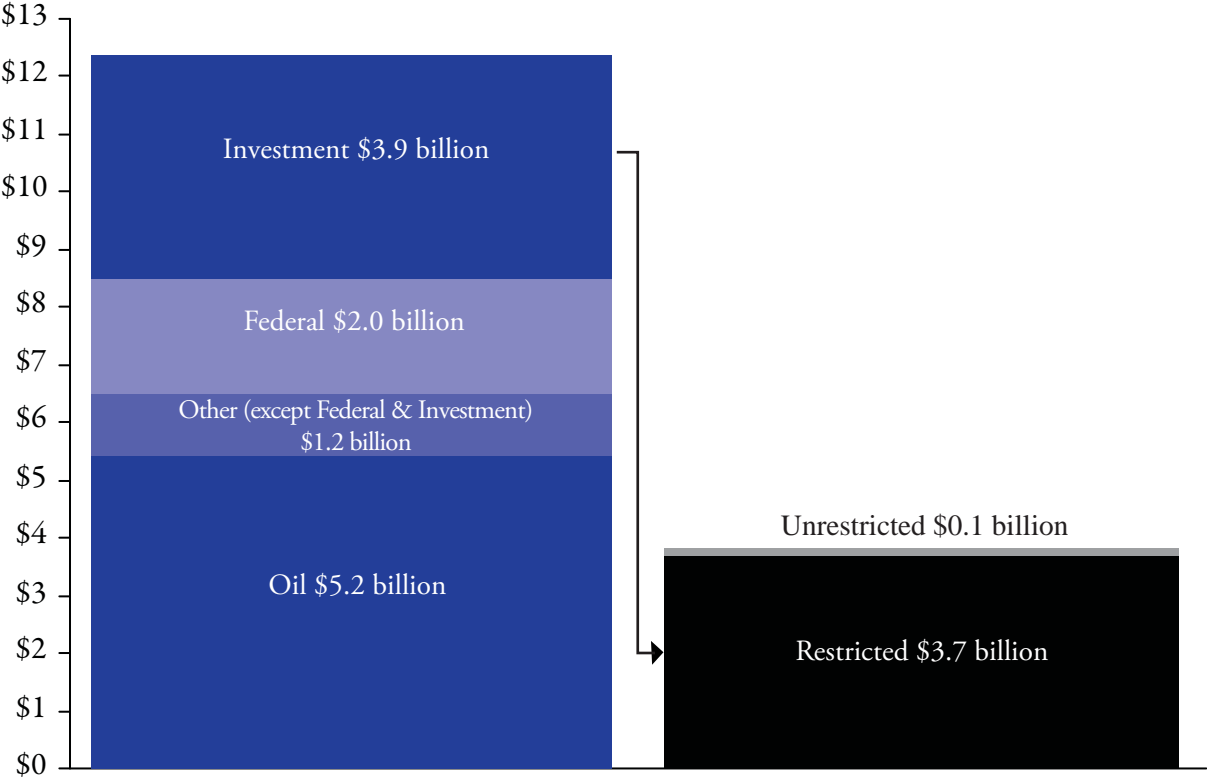 $13
$12
$11
$10
$9
$8
$7
$6
$5
$4
$3
$2
$1
$0
Investment $3.9 billion
Federal $2.0 billion
Other (except Federal & Investment)
$1.2 billion
Oil $5.2 billion
Unrestricted $0.1 billion
Restricted $3.7 billion